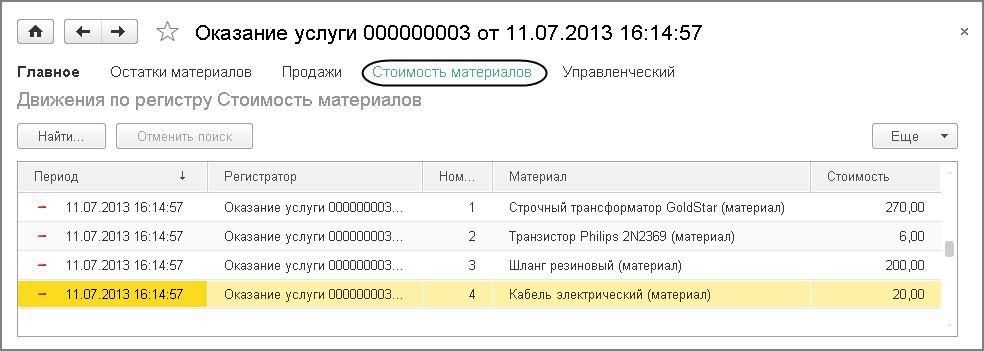 Оказание услуги 000000003 от 11.07.2013 16:14:57
Главное Остатки материалов Продажи Стоимость материалов Управленческий
Движения по регистру Стоимость материалов
Найти... Отменить поиск Еще
Период Регистратор Ном... Материал Стоимость
11.07.2013 16:14:57 Оказание услуги 000000003... 1 Строчный трансформатор GoldStar (материал) 270,00
11.07.2013 16:14:57 Оказание услуги 000000003... 2 Транзистор Philips 2N2369 (материал) 6,00
11.07.2013 16:14:57 Оказание услуги 000000003... 3 Шланг резиновый (материал) 200,00
11.07.2013 16:14:57 Оказание услуги 000000003... 4 Кабель электрический (материал) 20,00